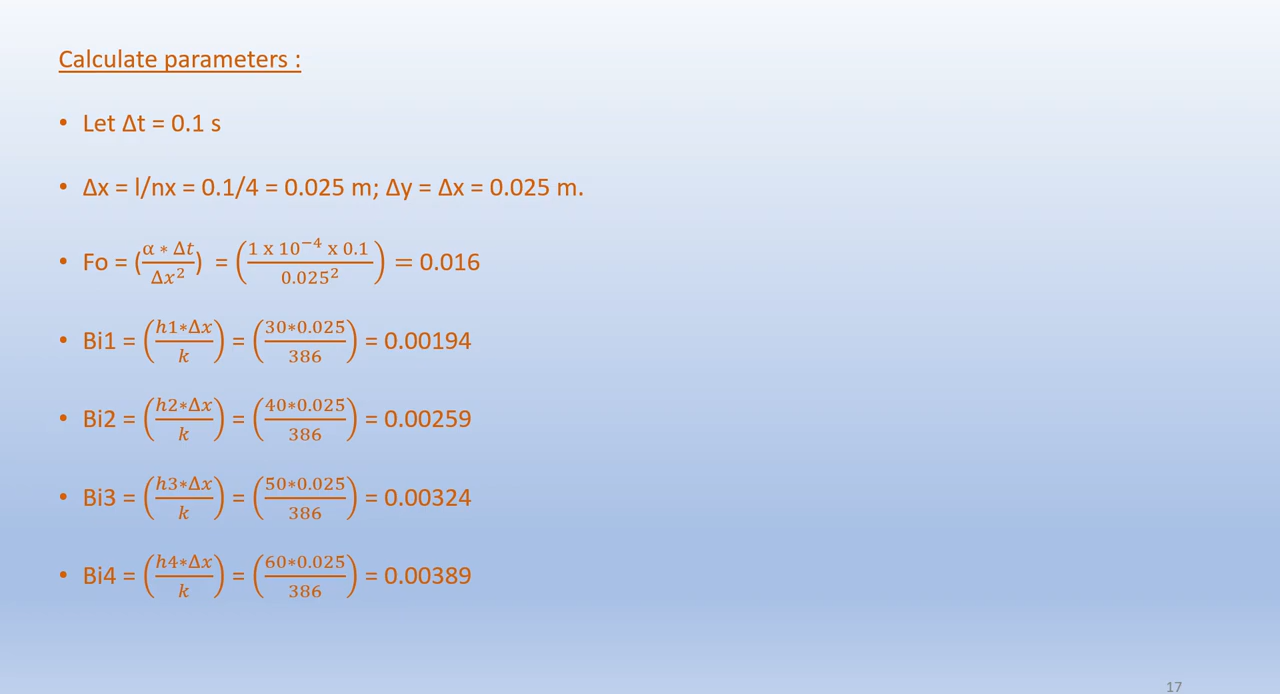 Calculate parameters :
• Let Δt = 0.1 s
• Δx = l/nx = 0.1/4 = 0.025 m; Δy = Δx = 0.025 m.
• Fo = (α ∗ Δt / Δx²) = (1 x 10⁻⁴ x 0.1 / 0.025²) = 0.016
• Bi1 = (h1∗Δx / k) = (30∗0.025 / 386) = 0.00194
• Bi2 = (h2∗Δx / k) = (40∗0.025 / 386) = 0.00259
• Bi3 = (h3∗Δx / k) = (50∗0.025 / 386) = 0.00324
• Bi4 = (h4∗Δx / k) = (60∗0.025 / 386) = 0.00389
17